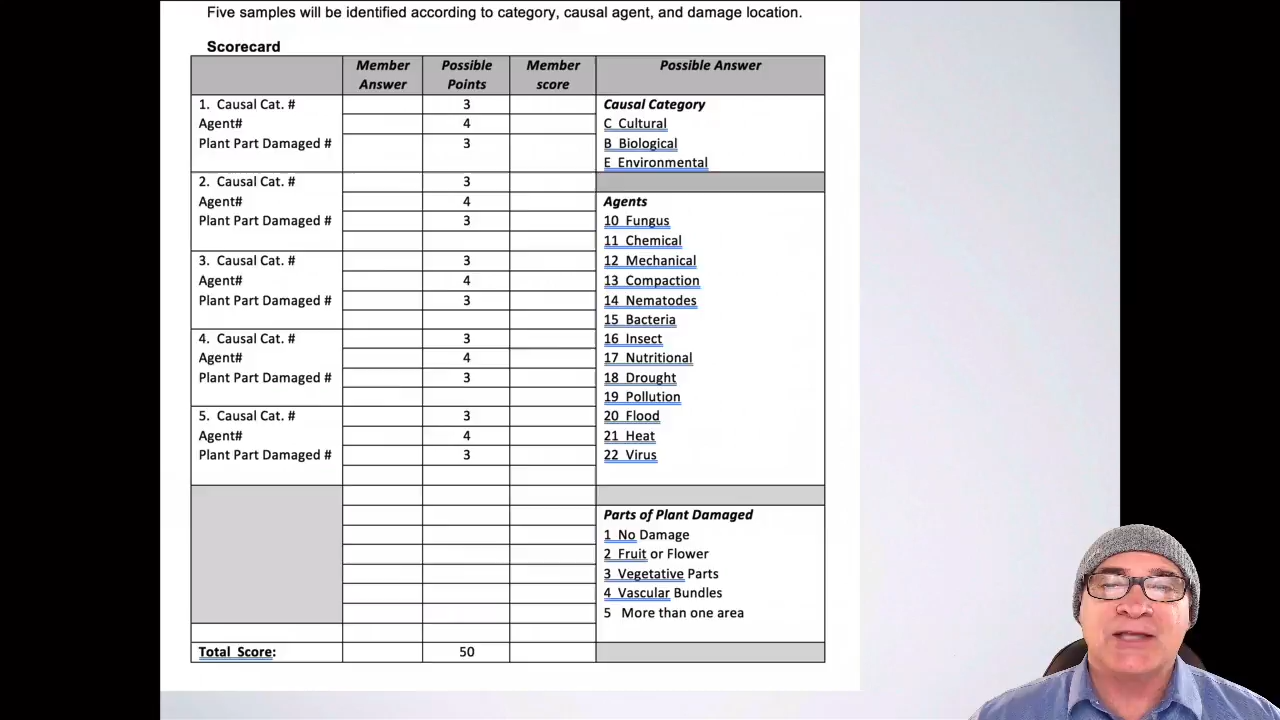 Five samples will be identified according to category, causal agent, and damage location.
Scorecard
Member Answer Possible Points Member score Possible Answer
1. Causal Cat. # 3 Causal Category
Agent# 4 C Cultural
Plant Part Damaged # 3 B Biological
E Environmental
2. Causal Cat. # 3
Agent# 4 Agents
Plant Part Damaged # 3 10 Fungus
11 Chemical
3. Causal Cat. # 3 12 Mechanical
Agent# 4 13 Compaction
Plant Part Damaged # 3 14 Nematodes
15 Bacteria
4. Causal Cat. # 3 16 Insect
Agent# 4 17 Nutritional
Plant Part Damaged # 3 18 Drought
19 Pollution
5. Causal Cat. # 3 20 Flood
Agent# 4 21 Heat
Plant Part Damaged # 3 22 Virus
Parts of Plant Damaged
1 No Damage
2 Fruit or Flower
3 Vegetative Parts
4 Vascular Bundles
5 More than one area
Total Score: 50